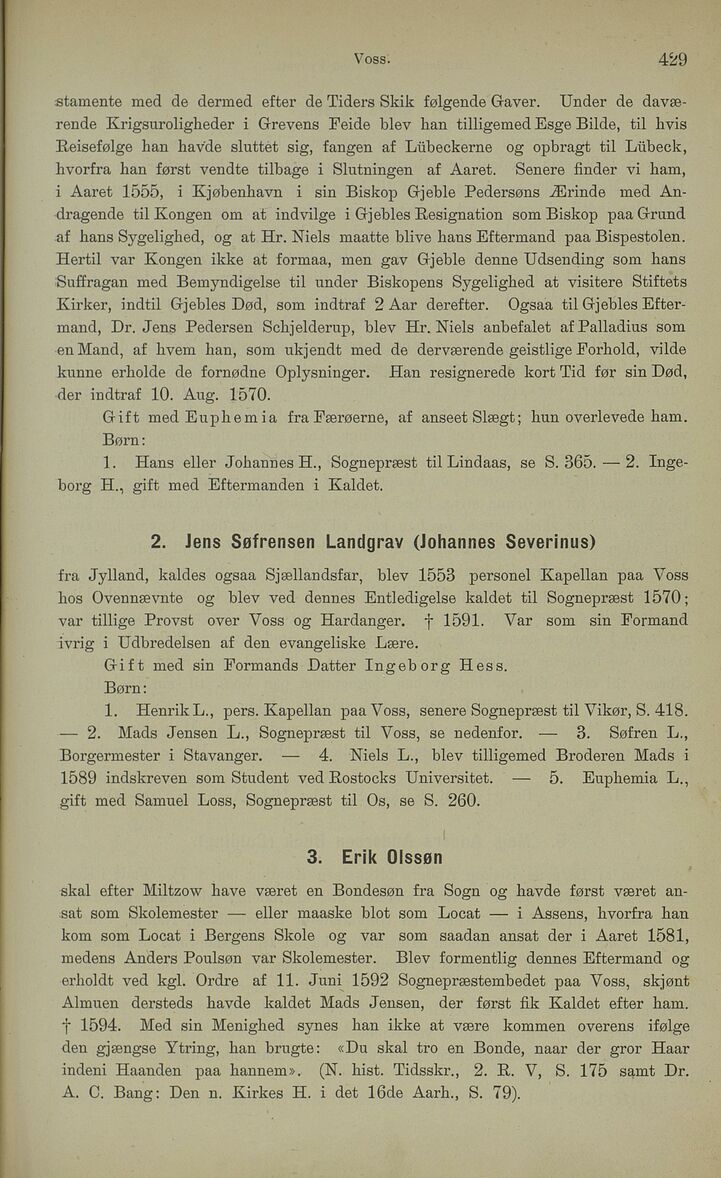 Voss. 429
stamente med de dermed efter de Tiders Skik følgende Gaver. Under de davæ-
rende Krigsuroligheder i Grevens Feide blev han tilligemed Esge Bilde, til hvis
Reisefølge han havde sluttet sig, fangen af Lübeckerne og opbragt til Lübeck,
hvorfra han først vendte tilbage i Slutningen af Aaret. Senere finder vi ham,
i Aaret 1555, i Kjøbenhavn i sin Biskop Gjeble Pedersøns Ærinde med An-
dragende til Kongen om at indvilge i Gjebles Resignation som Biskop paa Grund
af hans Sygelighed, og at Hr. Niels maatte blive hans Eftermand paa Bispestolen.
Hertil var Kongen ikke at formaa, men gav Gjeble denne Udsending som hans
Suffragan med Bemyndigelse til under Biskopens Sygelighed at visitere Stiftets
Kirker, indtil Gjebles Død, som indtraf 2 Aar derefter. Ogsaa til Gjebles Efter-
mand, Dr. Jens Pedersen Schjelderup, blev Hr. Niels anbefalet af Palladius som
en Mand, af hvem han, som ukjendt med de derværende geistlige Forhold, vilde
kunne erholde de fornødne Oplysninger. Han resignerede kort Tid før sin Død,
der indtraf 10. Aug. 1570.
Gift med Euphemia fra Færøerne, af anseet Slægt; hun overlevede ham.
Børn:
1. Hans eller Johannes H., Sognepræst til Lindaas, se S. 365. — 2. Inge-
borg H., gift med Eftermanden i Kaldet.
2. Jens Søfrensen Landgrav (Johannes Severinus)
fra Jylland, kaldes ogsaa Sjællandsfar, blev 1553 personel Kapellan paa Voss
hos Ovennævnte og blev ved dennes Entledigelse kaldet til Sognepræst 1570;
var tillige Provst over Voss og Hardanger. † 1591. Var som sin Formand
ivrig i Udbredelsen af den evangeliske Lære.
Gift med sin Formands Datter Ingeborg Hess.
Børn:
1. Henrik L., pers. Kapellan paa Voss, senere Sognepræst til Vikør, S. 418.
— 2. Mads Jensen L., Sognepræst til Voss, se nedenfor. — 3. Søfren L.,
Borgermester i Stavanger. — 4. Niels L., blev tilligemed Broderen Mads i
1589 indskreven som Student ved Rostocks Universitet. — 5. Euphemia L.,
gift med Samuel Loss, Sognepræst til Os, se S. 260.
3. Erik Olssøn
skal efter Miltzow have været en Bondesøn fra Sogn og havde først været an-
sat som Skolemester — eller maaske blot som Locat — i Assens, hvorfra han
kom som Locat i Bergens Skole og var som saadan ansat der i Aaret 1581,
medens Anders Poulsøn var Skolemester. Blev formentlig dennes Eftermand og
erholdt ved kgl. Ordre af 11. Juni 1592 Sognepræstembedet paa Voss, skjønt
Almuen dersteds havde kaldet Mads Jensen, der først fik Kaldet efter ham.
† 1594. Med sin Menighed synes han ikke at være kommen overens ifølge
den gjængse Ytring, han brugte: «Du skal tro en Bonde, naar der gror Haar
indeni Haanden paa hannem». (N. hist. Tidsskr., 2. R. V, S. 175 samt Dr.
A. C. Bang: Den n. Kirkes H. i det 16de Aarh., S. 79).